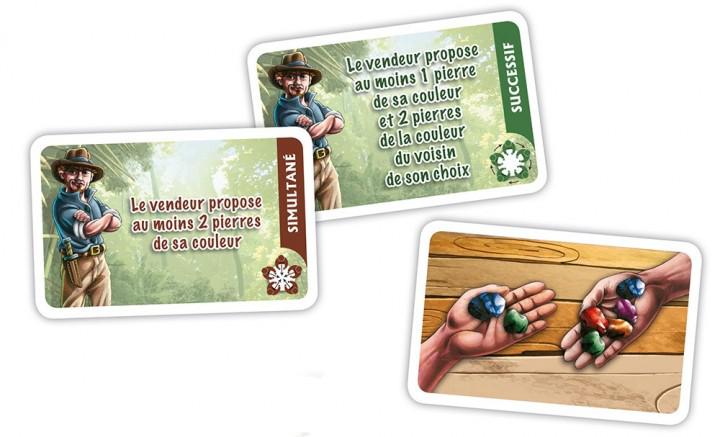 Le vendeur propose
au moins 1 pierre
de sa couleur
et 2 pierres
de la couleur
du voisin
de son choix
SUCCESSIF
Le vendeur propose
au moins 2 pierres
de sa couleur
SIMULTANÉ